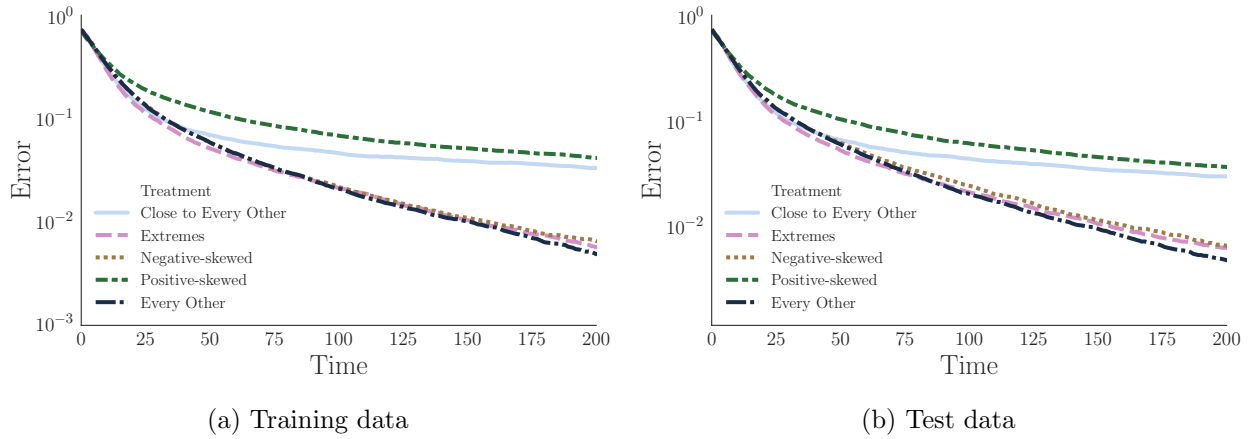 10^0
10^-1
10^-2
10^-3
Error
Treatment
Close to Every Other
Extremes
Negative-skewed
Positive-skewed
Every Other
0 25 50 75 100 125 150 175 200
Time
(a) Training data
10^0
10^-1
10^-2
Error
Treatment
Close to Every Other
Extremes
Negative-skewed
Positive-skewed
Every Other
0 25 50 75 100 125 150 175 200
Time
(b) Test data